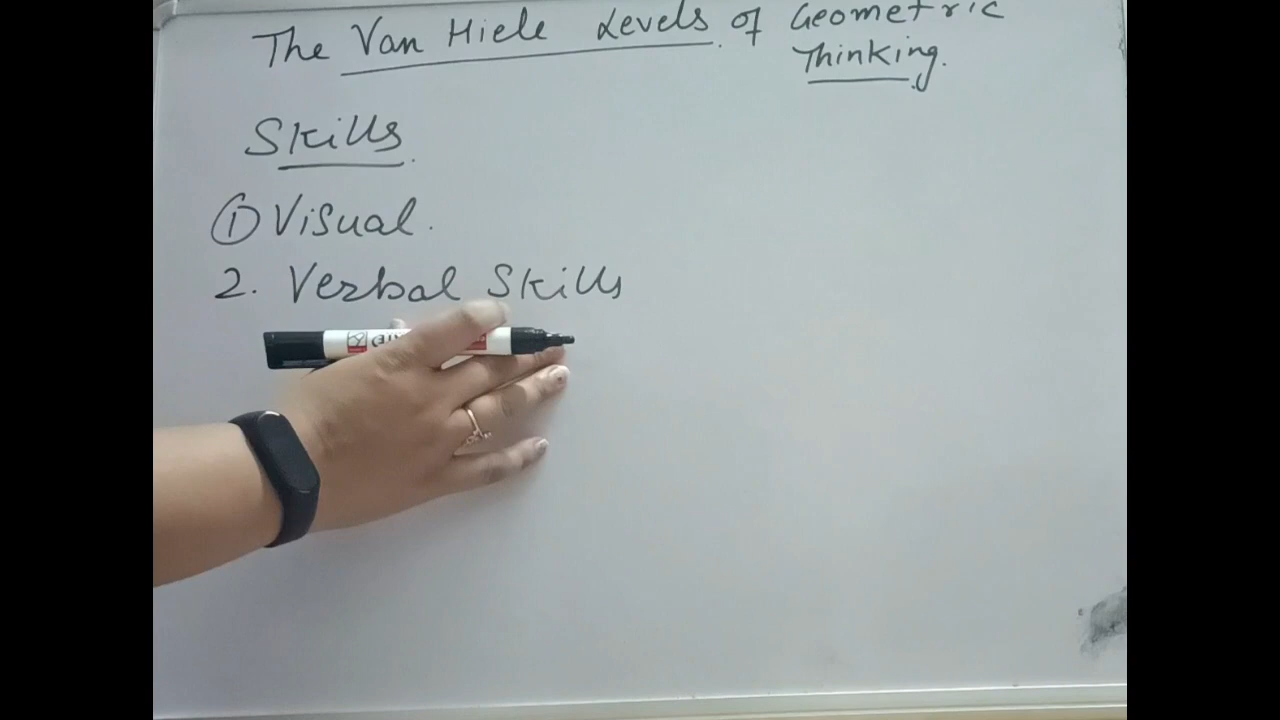 The Van Hiele Levels of Geometric
Thinking.
Skills
① Visual.
2. Verbal Skills